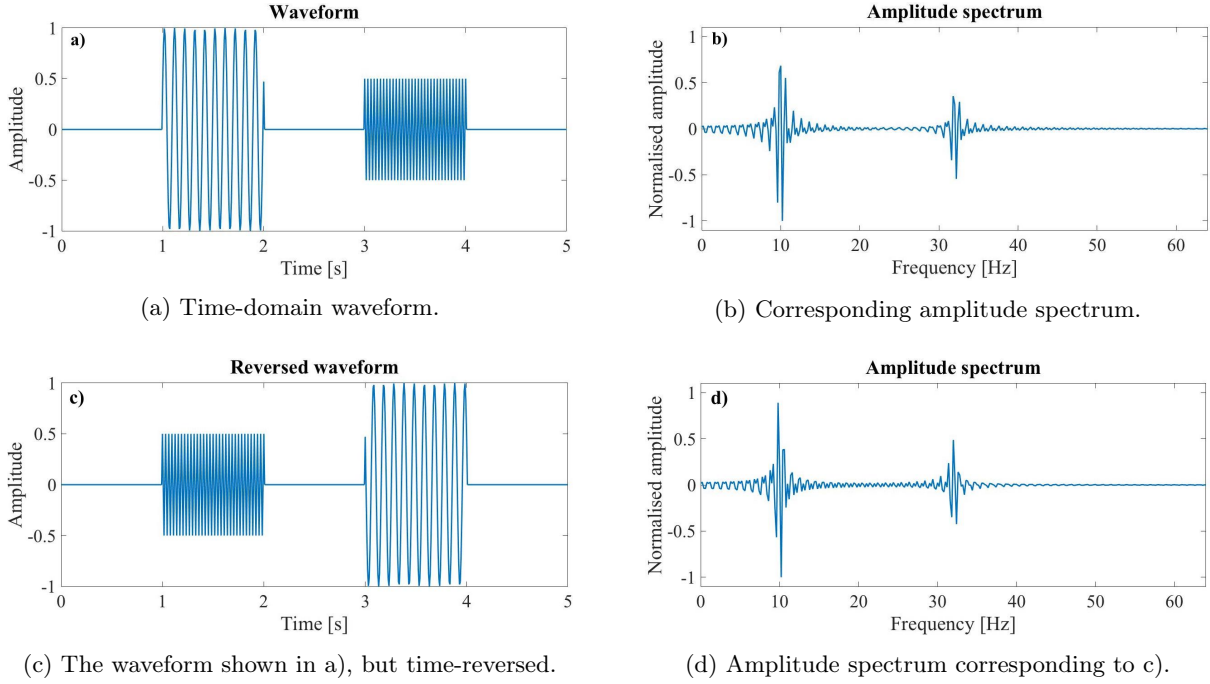 Waveform
a)
Amplitude
1
0.5
0
-0.5
-1
0 1 2 3 4 5
Time [s]
(a) Time-domain waveform.
Amplitude spectrum
b)
Normalised amplitude
1
0.5
0
-0.5
-1
0 10 20 30 40 50 60
Frequency [Hz]
(b) Corresponding amplitude spectrum.
Reversed waveform
c)
Amplitude
1
0.5
0
-0.5
-1
0 1 2 3 4 5
Time [s]
(c) The waveform shown in a), but time-reversed.
Amplitude spectrum
d)
Normalised amplitude
1
0.5
0
-0.5
-1
0 10 20 30 40 50 60
Frequency [Hz]
(d) Amplitude spectrum corresponding to c).